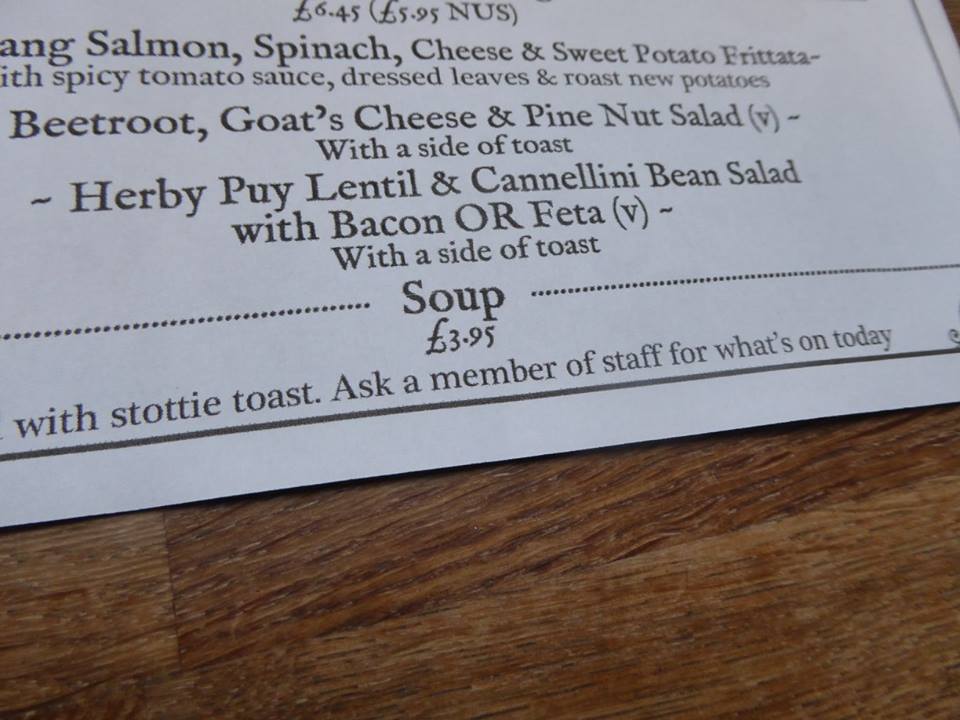 £6.45 (£5.95 NUS)
ang Salmon, Spinach, Cheese & Sweet Potato Frittata~
ith spicy tomato sauce, dressed leaves & roast new potatoes
Beetroot, Goat's Cheese & Pine Nut Salad (v) ~
With a side of toast
~ Herby Puy Lentil & Cannellini Bean Salad
with Bacon OR Feta (v) ~
With a side of toast
Soup
£3.95
with stottie toast. Ask a member of staff for what's on today